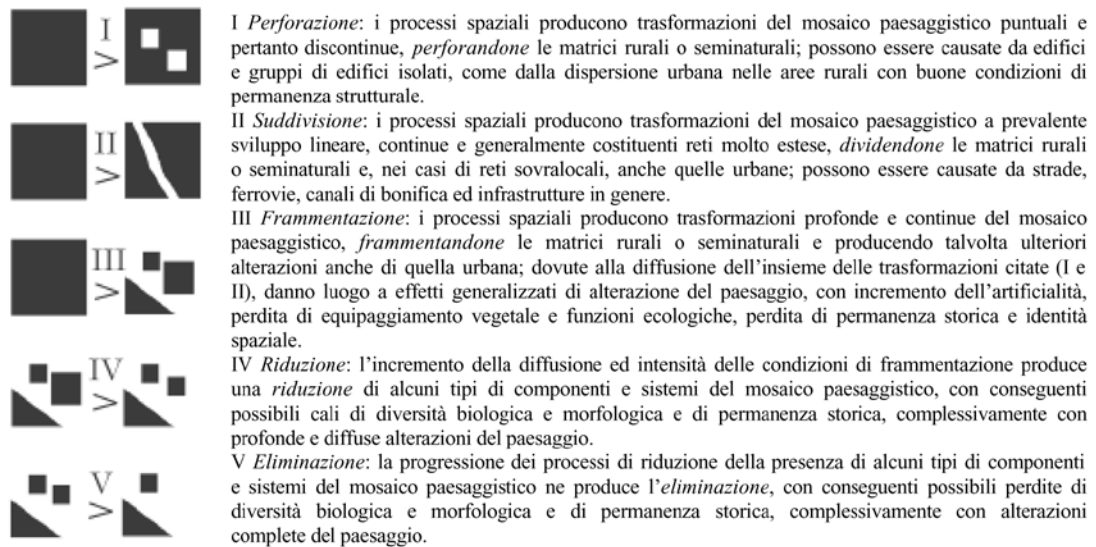 I
>
I Perforazione: i processi spaziali producono trasformazioni del mosaico paesaggistico puntuali e
pertanto discontinue, perforandone le matrici rurali o seminaturali; possono essere causate da edifici
e gruppi di edifici isolati, come dalla dispersione urbana nelle aree rurali con buone condizioni di
permanenza strutturale.
II
>
II Suddivisione: i processi spaziali producono trasformazioni del mosaico paesaggistico a prevalente
sviluppo lineare, continue e generalmente costituenti reti molto estese, dividendone le matrici rurali
o seminaturali e, nei casi di reti sovralocali, anche quelle urbane; possono essere causate da strade,
ferrovie, canali di bonifica ed infrastrutture in genere.
III
>
III Frammentazione: i processi spaziali producono trasformazioni profonde e continue del mosaico
paesaggistico, frammentandone le matrici rurali o seminaturali e producendo talvolta ulteriori
alterazioni anche di quella urbana; dovute alla diffusione dell’insieme delle trasformazioni citate (I e
II), danno luogo a effetti generalizzati di alterazione del paesaggio, con incremento dell’artificialità,
perdita di equipaggiamento vegetale e funzioni ecologiche, perdita di permanenza storica e identità
spaziale.
IV
>
IV Riduzione: l’incremento della diffusione ed intensità delle condizioni di frammentazione produce
una riduzione di alcuni tipi di componenti e sistemi del mosaico paesaggistico, con conseguenti
possibili cali di diversità biologica e morfologica e di permanenza storica, complessivamente con
profonde e diffuse alterazioni del paesaggio.
V
>
V Eliminazione: la progressione dei processi di riduzione della presenza di alcuni tipi di componenti
e sistemi del mosaico paesaggistico ne produce l’eliminazione, con conseguenti possibili perdite di
diversità biologica e morfologica e di permanenza storica, complessivamente con alterazioni
complete del paesaggio.